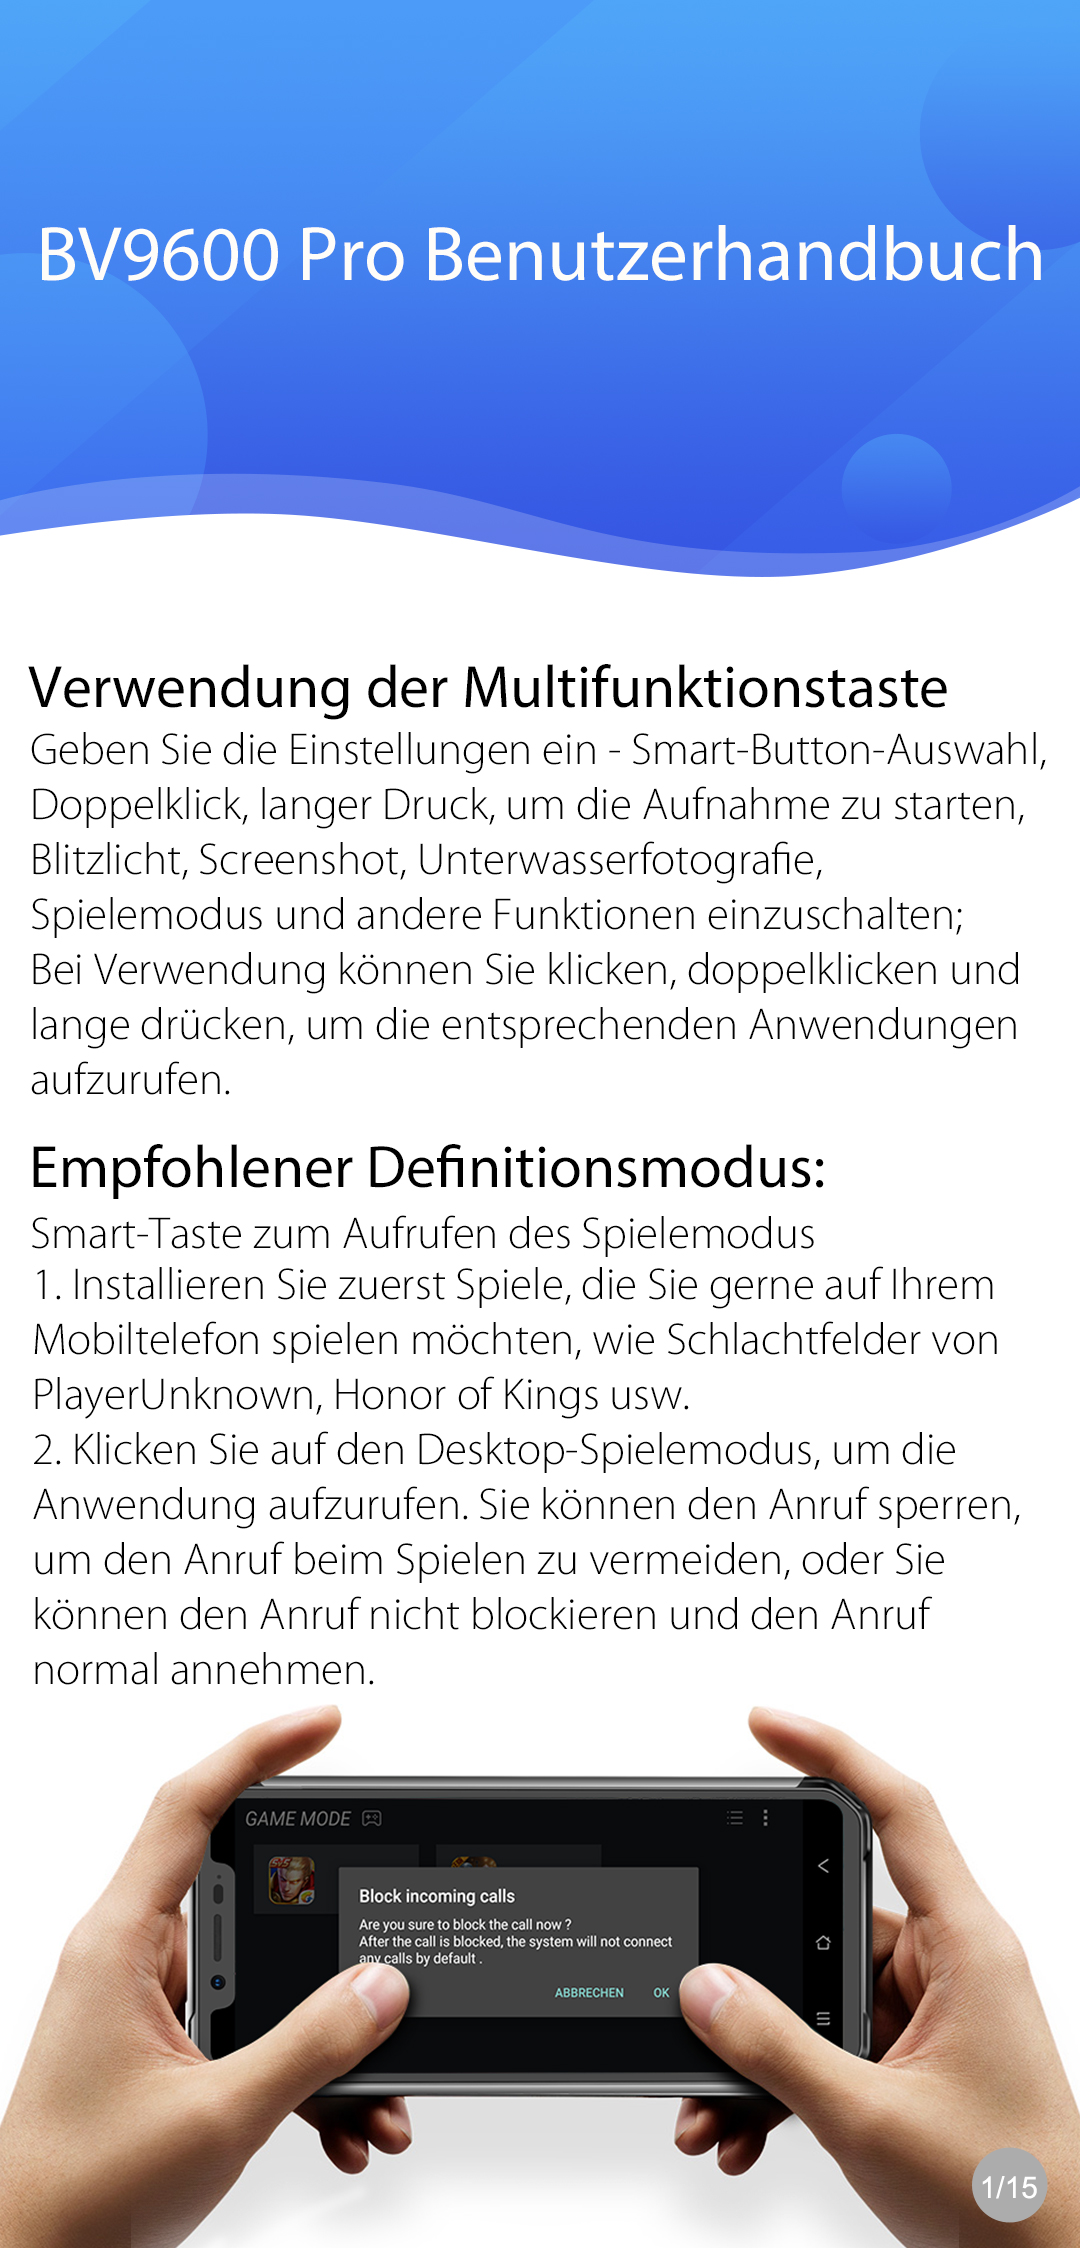 BV9600 Pro Benutzerhandbuch
Verwendung der Multifunktionstaste
Geben Sie die Einstellungen ein - Smart-Button-Auswahl,
Doppelklick, langer Druck, um die Aufnahme zu starten,
Blitzlicht, Screenshot, Unterwasserfotografie,
Spielemodus und andere Funktionen einzuschalten;
Bei Verwendung können Sie klicken, doppelklicken und
lange drücken, um die entsprechenden Anwendungen
aufzurufen.
Empfohlener Definitionsmodus:
Smart-Taste zum Aufrufen des Spielemodus
1. Installieren Sie zuerst Spiele, die Sie gerne auf Ihrem
Mobiltelefon spielen möchten, wie Schlachtfelder von
PlayerUnknown, Honor of Kings usw.
2. Klicken Sie auf den Desktop-Spielemodus, um die
Anwendung aufzurufen. Sie können den Anruf sperren,
um den Anruf beim Spielen zu vermeiden, oder Sie
können den Anruf nicht blockieren und den Anruf
normal annehmen.
GAME MODE
Block incoming calls
Are you sure to block the call now ?
After the call is blocked, the system will not connect
any calls by default .
ABBRECHEN OK
1/15